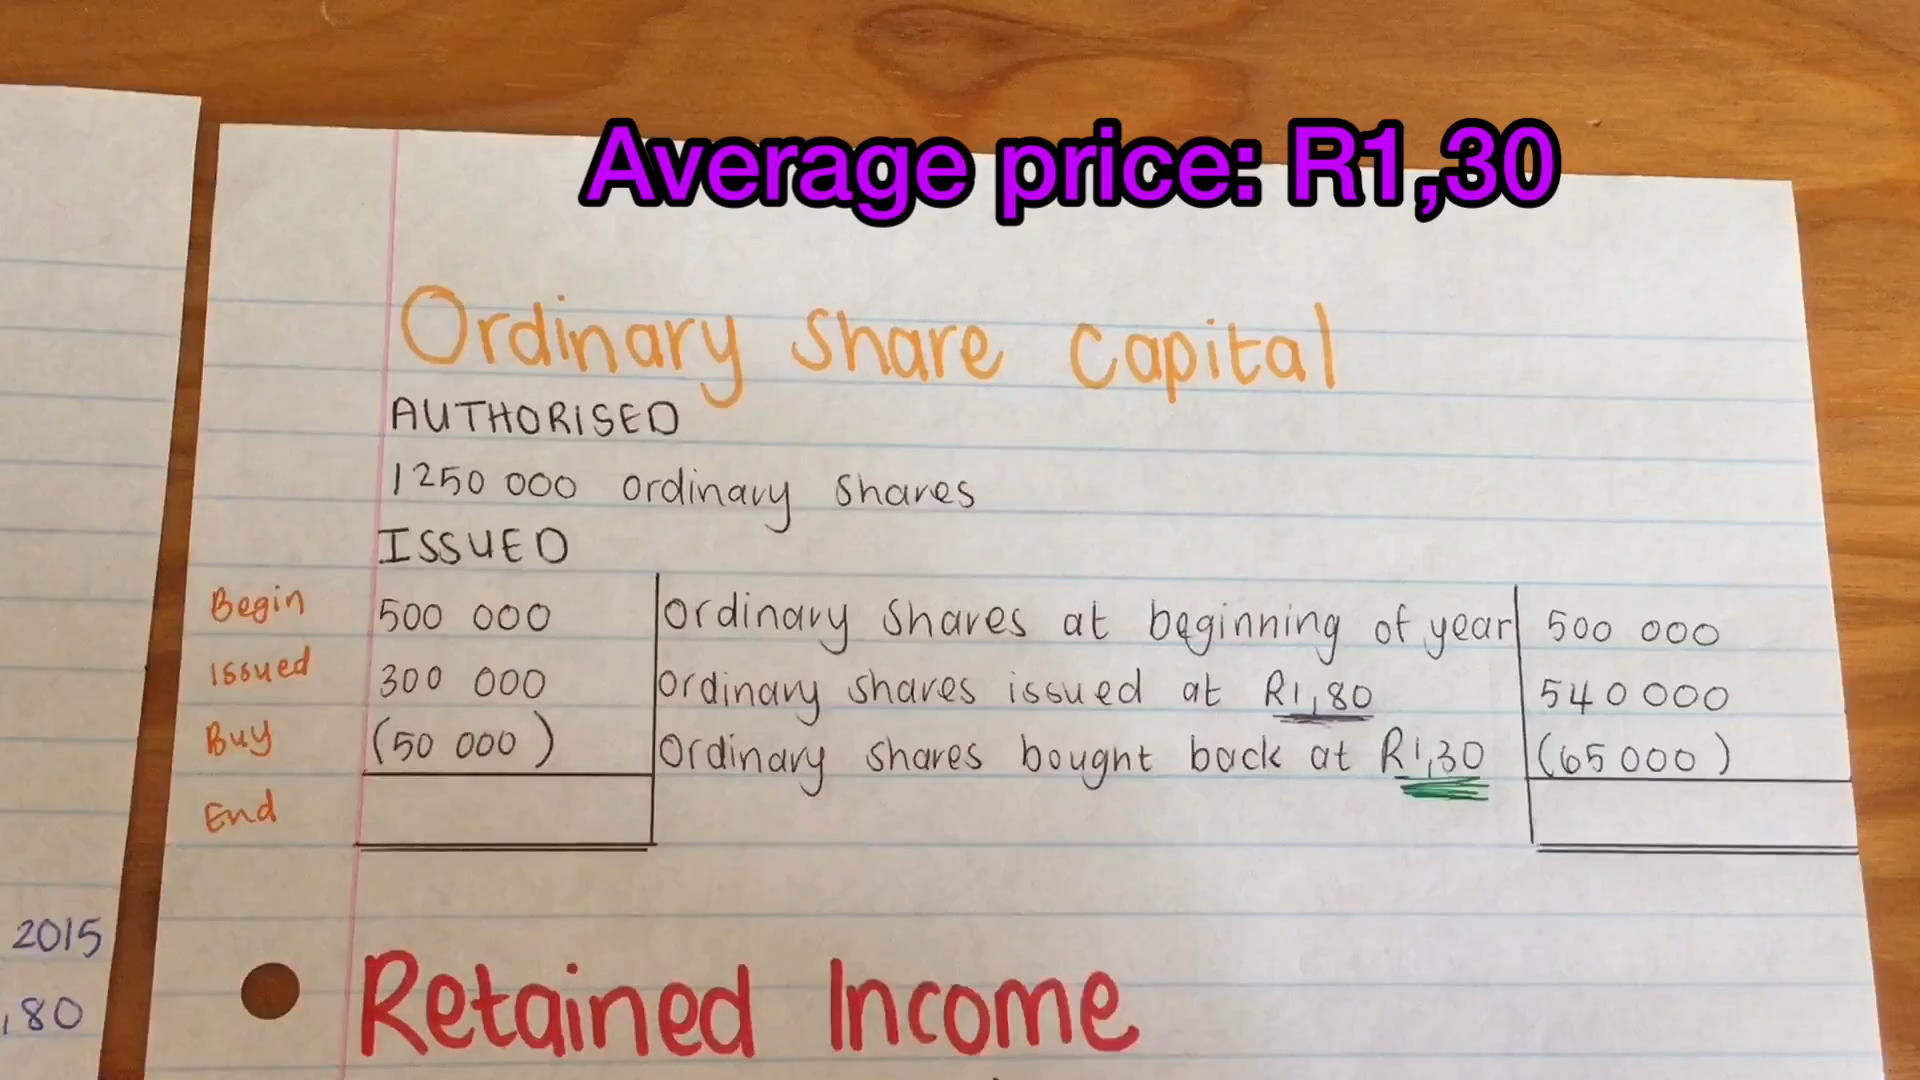 Average price: R1,30
Ordinary Share Capital
AUTHORISED
1250 000 ordinary shares
ISSUED
Begin 500 000 Ordinary shares at beginning of year 500 000
Issued 300 000 Ordinary shares issued at R1,80 540 000
Buy (50 000) Ordinary shares bought back at R1,30 (65 000)
End
2015
,80
Retained Income